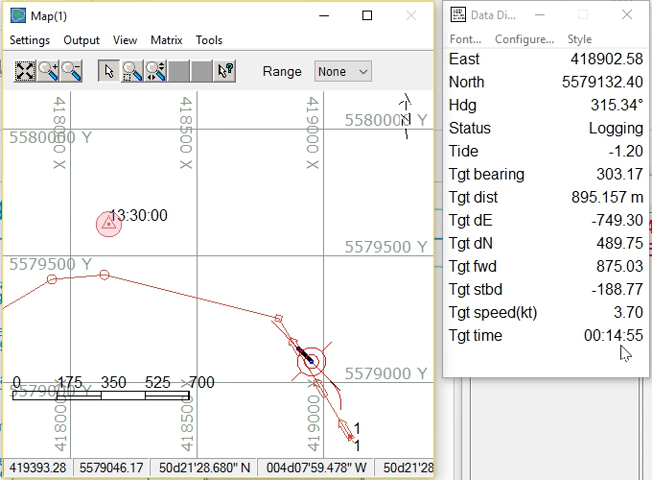 Map(1)
Settings Output View Matrix Tools
Range None
418000 X
418500 X
419000 X
5580000 Y
5580000 Y
13:30:00
5579500 Y
5579500 Y
5579000 Y
5579000 Y
0 175 350 525 700
418000 X
418500 X
419000 X
1
1
419393.28 5579046.17 50d21'28.680" N 004d07'59.478" W 50d21'28
Data Di...
Font... Configure... Style
East 418902.58
North 5579132.40
Hdg 315.34°
Status Logging
Tide -1.20
Tgt bearing 303.17
Tgt dist 895.157 m
Tgt dE -749.30
Tgt dN 489.75
Tgt fwd 875.03
Tgt stbd -188.77
Tgt speed(kt) 3.70
Tgt time 00:14:55